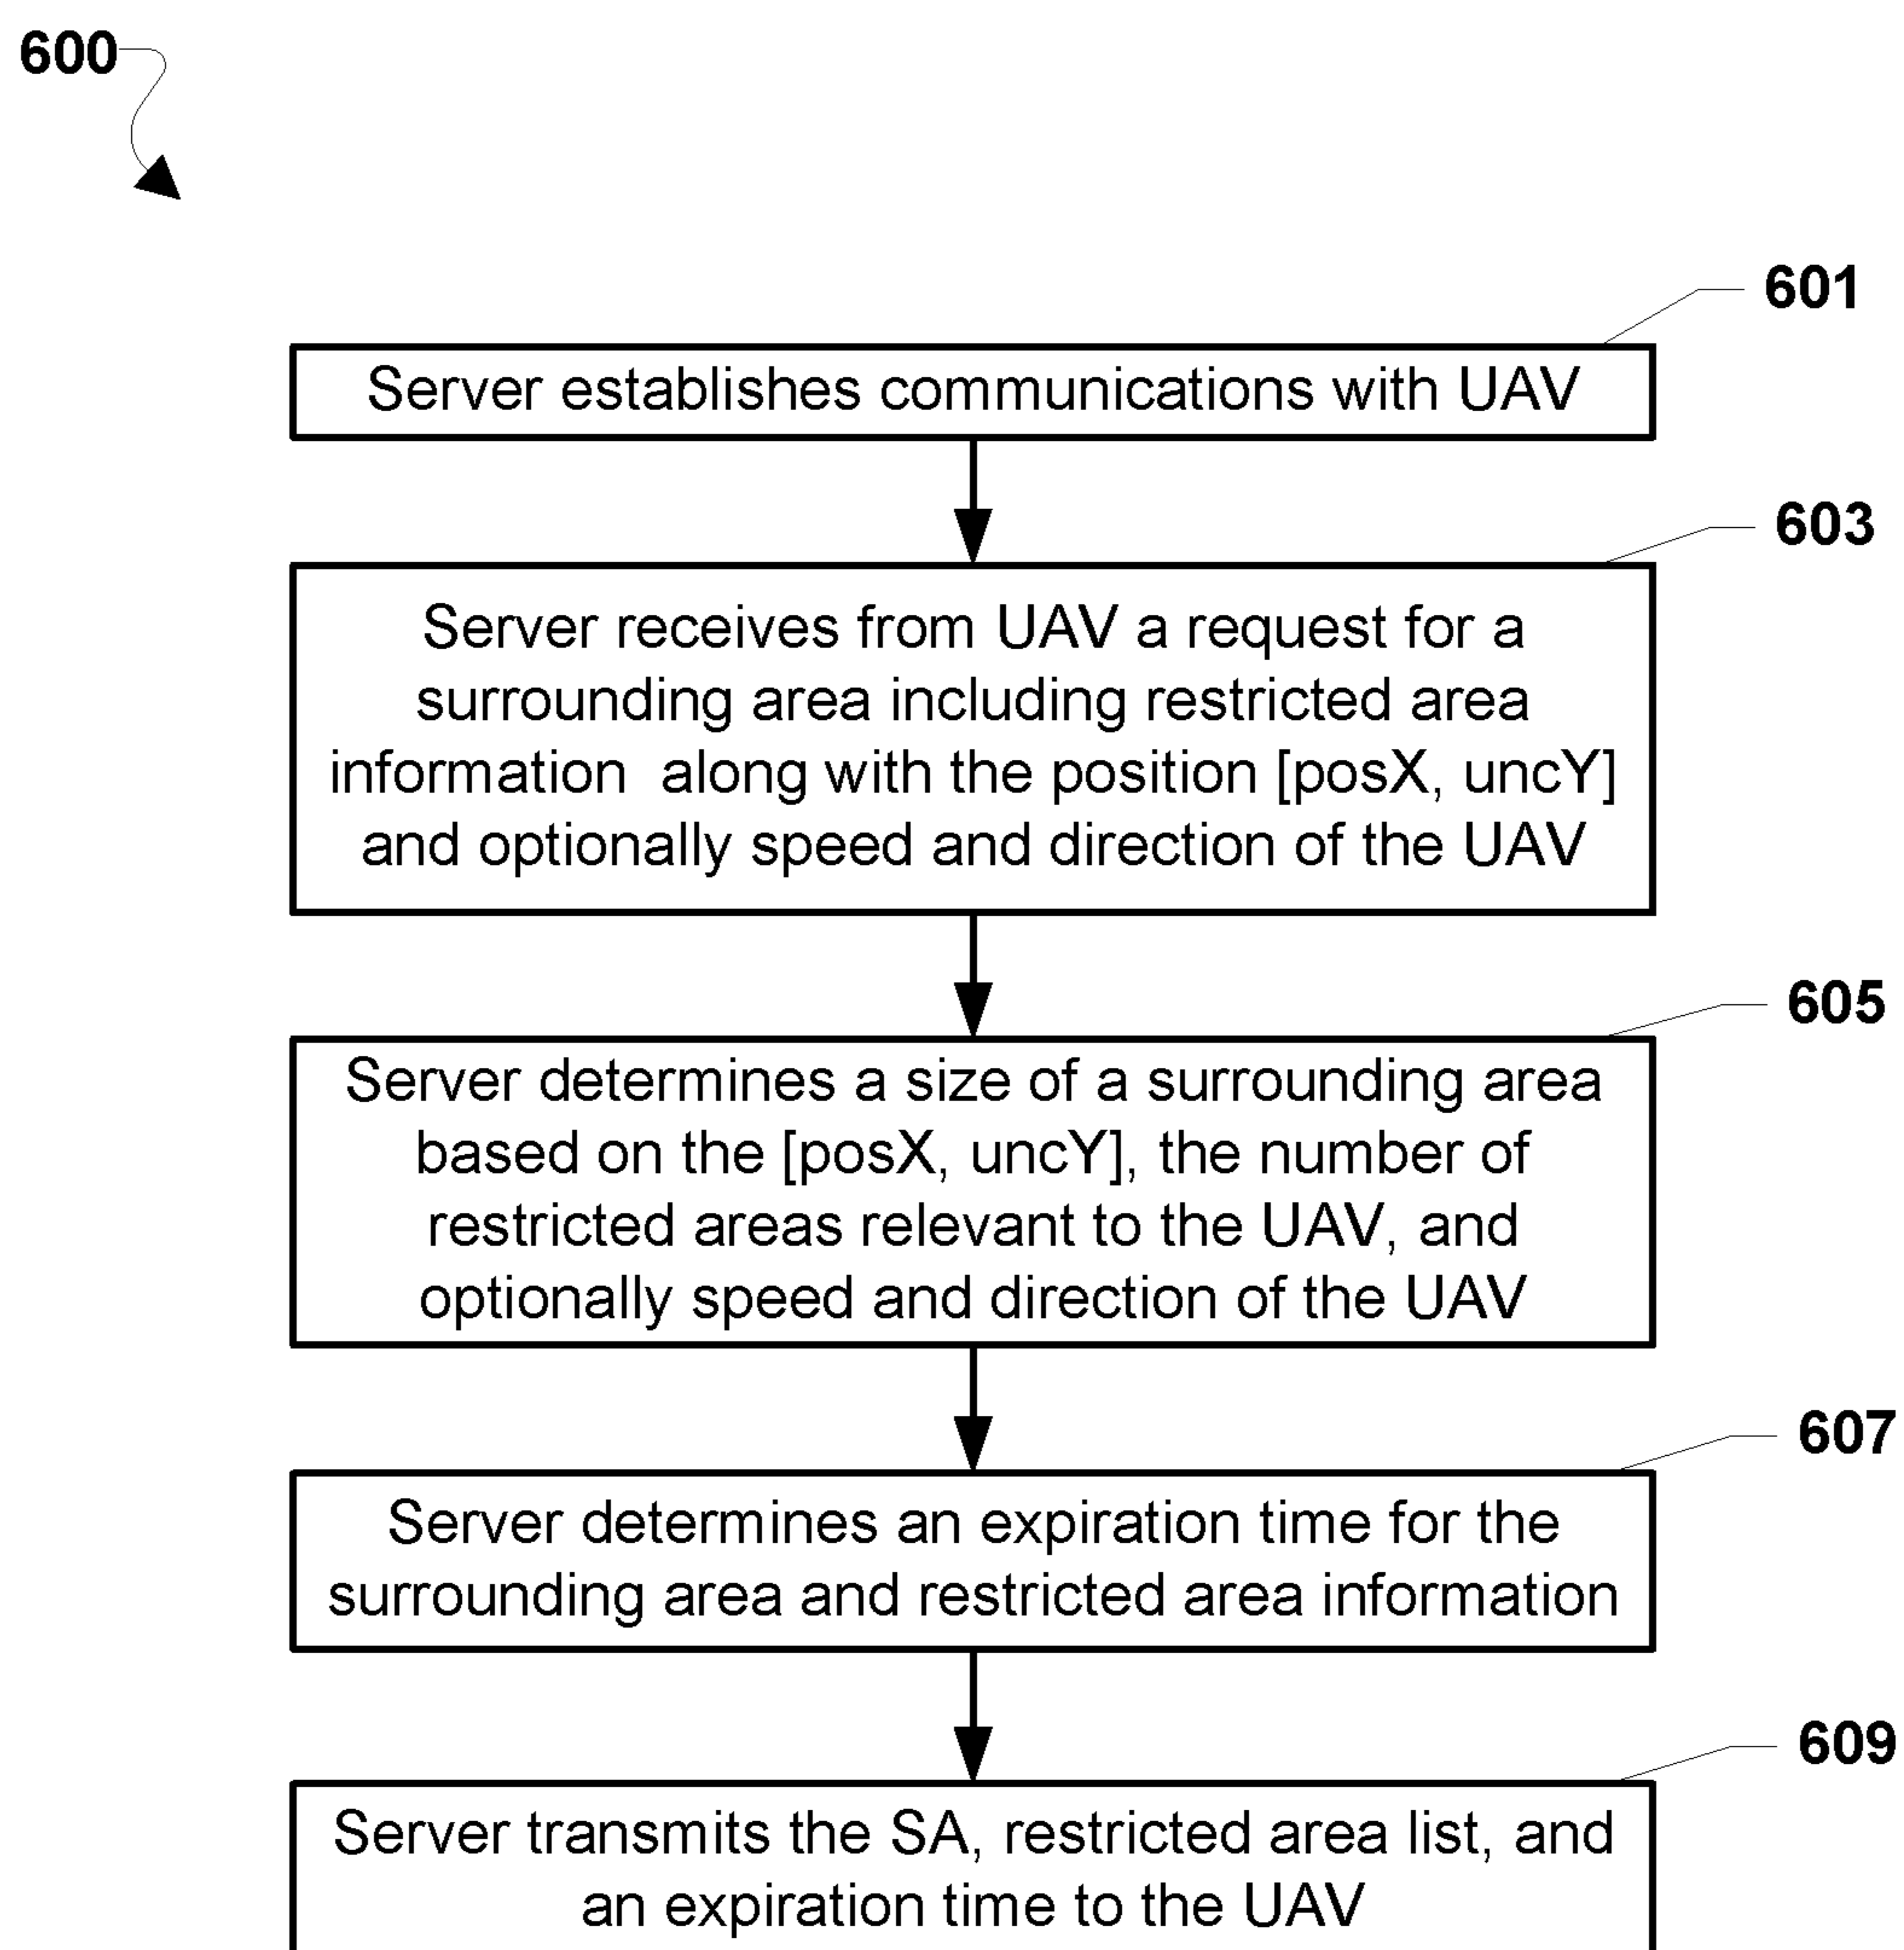 600
601
Server establishes communications with UAV
603
Server receives from UAV a request for a
surrounding area including restricted area
information along with the position [posX, uncY]
and optionally speed and direction of the UAV
605
Server determines a size of a surrounding area
based on the [posX, uncY], the number of
restricted areas relevant to the UAV, and
optionally speed and direction of the UAV
607
Server determines an expiration time for the
surrounding area and restricted area information
609
Server transmits the SA, restricted area list, and
an expiration time to the UAV